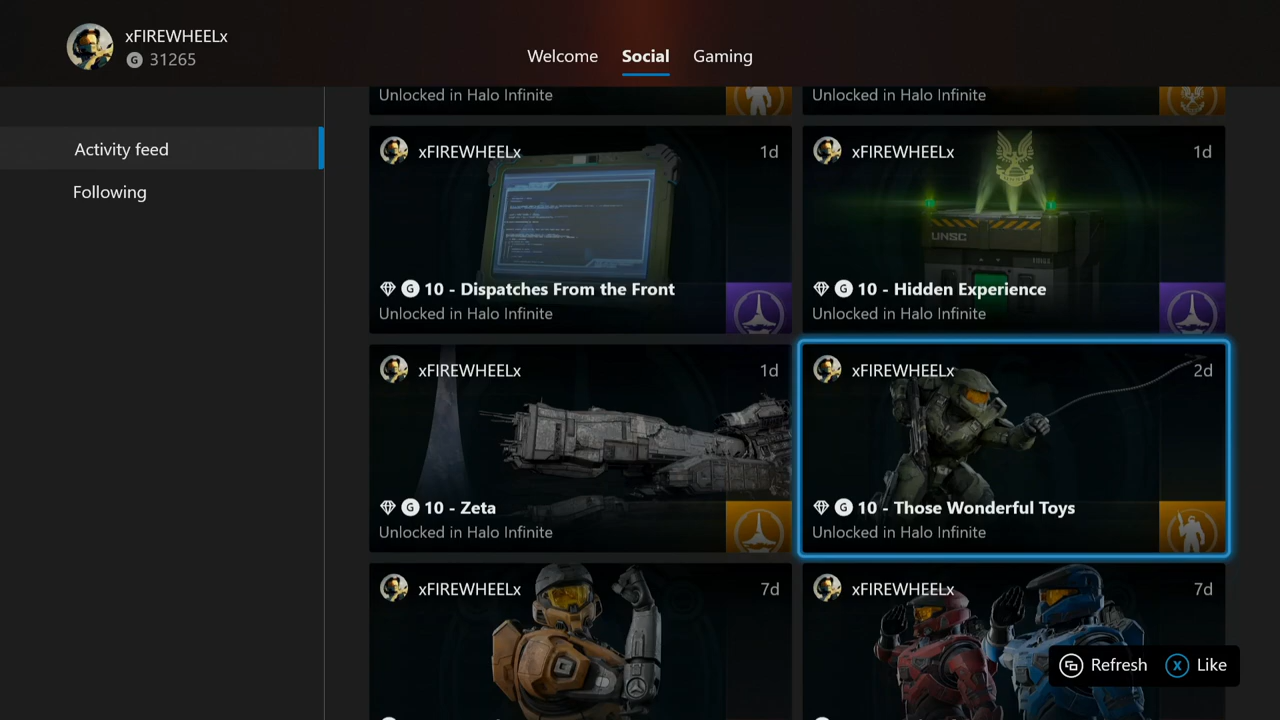 xFIREWHEELx
G 31265
Welcome
Social
Gaming
Activity feed
Following
Unlocked in Halo Infinite
Unlocked in Halo Infinite
xFIREWHEELx
1d
G 10 - Dispatches From the Front
Unlocked in Halo Infinite
xFIREWHEELx
1d
UNSC
G 10 - Hidden Experience
Unlocked in Halo Infinite
xFIREWHEELx
1d
G 10 - Zeta
Unlocked in Halo Infinite
xFIREWHEELx
2d
G 10 - Those Wonderful Toys
Unlocked in Halo Infinite
xFIREWHEELx
7d
xFIREWHEELx
7d
Refresh
X Like